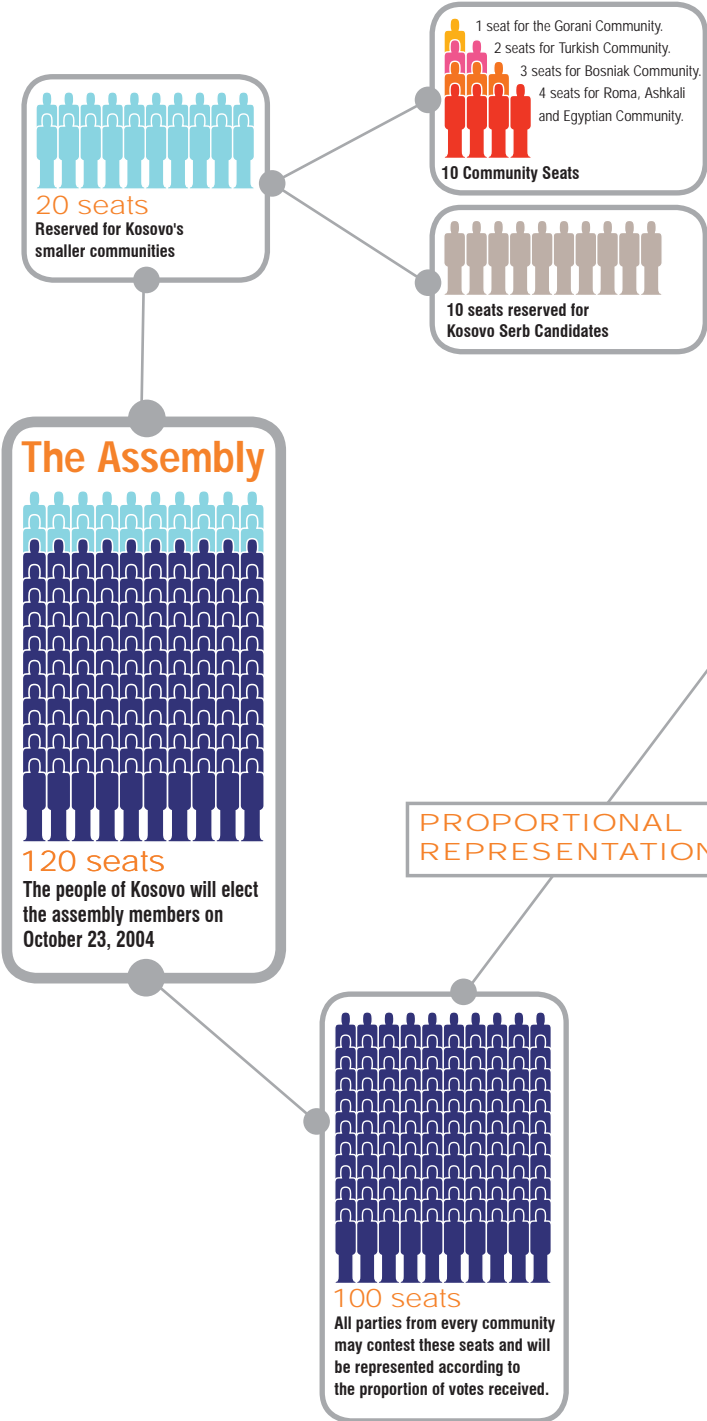 1 seat for the Gorani Community.
2 seats for Turkish Community.
3 seats for Bosniak Community.
4 seats for Roma, Ashkali
and Egyptian Community.
10 Community Seats
20 seats
Reserved for Kosovo's
smaller communities
10 seats reserved for
Kosovo Serb Candidates
The Assembly
120 seats
The people of Kosovo will elect
the assembly members on
October 23, 2004
PROPORTIONAL
REPRESENTATION
100 seats
All parties from every community
may contest these seats and will
be represented according to
the proportion of votes received.